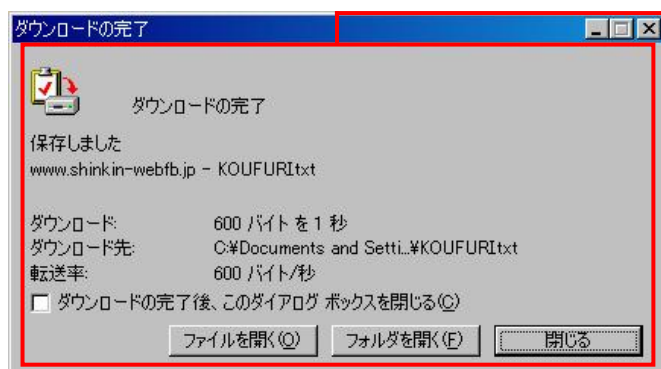 ダウンロードの完了
ダウンロードの完了
保存しました
www.shinkin-webfb.jp - KOUFURItxt
ダウンロード: 600 バイト を 1 秒
ダウンロード先: C:¥Documents and Setti...¥KOUFURItxt
転送率: 600 バイト/秒
ダウンロードの完了後、このダイアログ ボックスを閉じる(C)
ファイルを開く(O) フォルダを開く(F) 閉じる